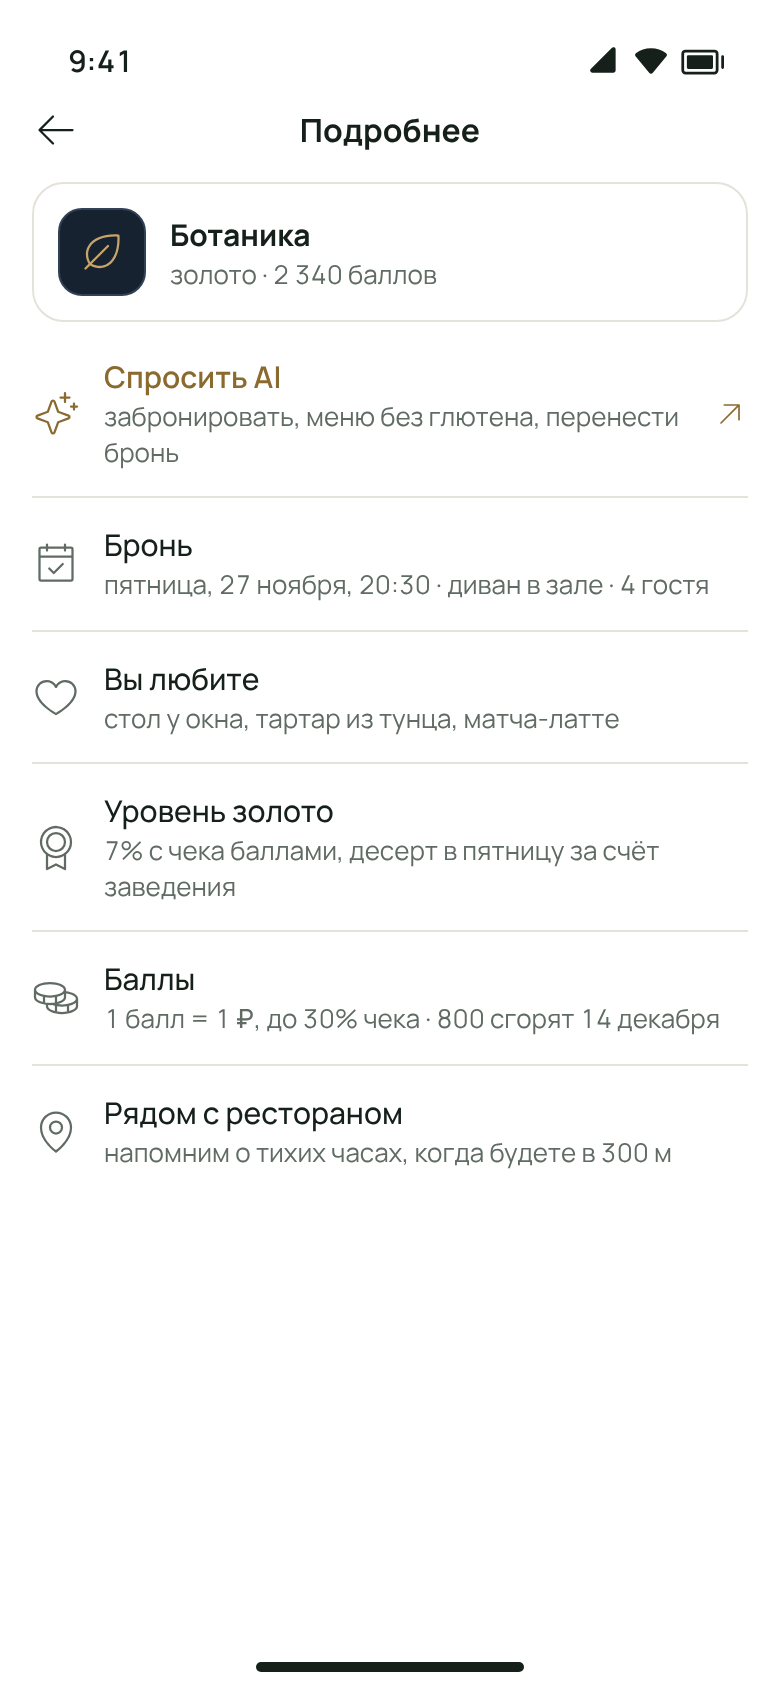 9:41
Подробнее
Ботаника
золото · 2 340 баллов
Спросить AI
забронировать, меню без глютена, перенести
бронь
Бронь
пятница, 27 ноября, 20:30 · диван в зале · 4 гостя
Вы любите
стол у окна, тартар из тунца, матча-латте
Уровень золото
7% с чека баллами, десерт в пятницу за счёт
заведения
Баллы
1 балл = 1 ₽, до 30% чека · 800 сгорят 14 декабря
Рядом с рестораном
напомним о тихих часах, когда будете в 300 м